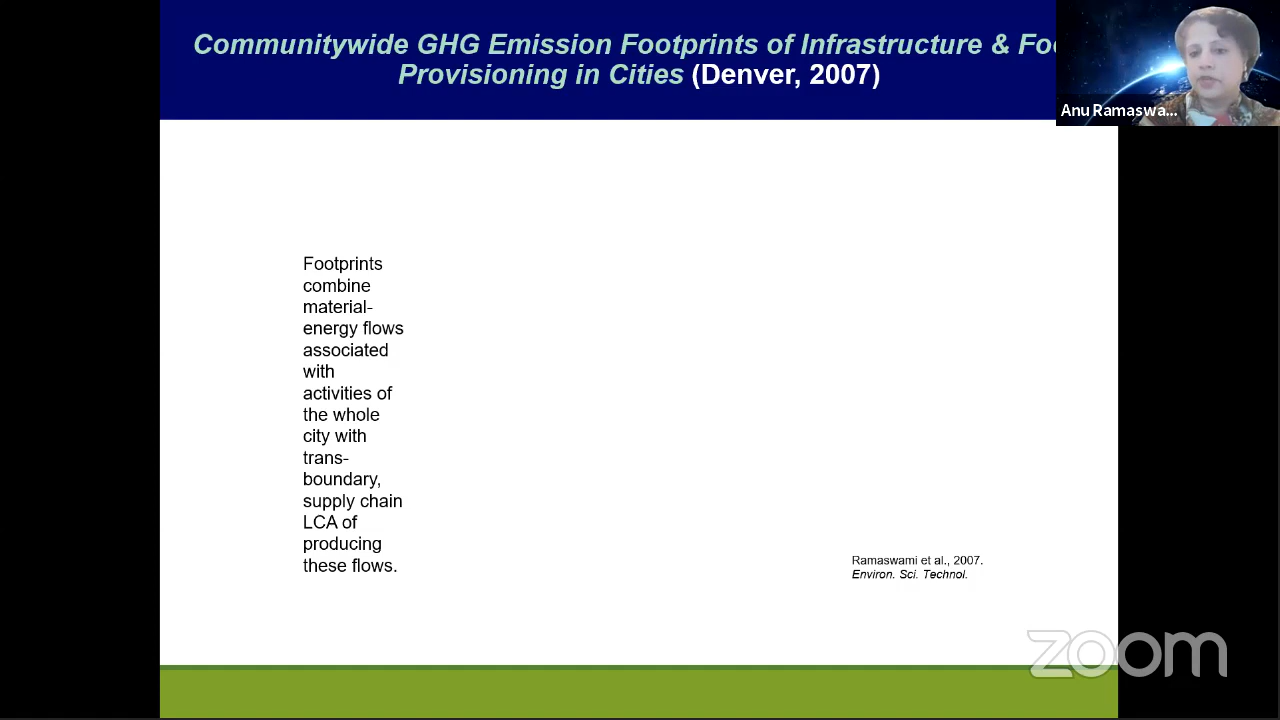 Communitywide GHG Emission Footprints of Infrastructure & Foo
Provisioning in Cities (Denver, 2007)
Anu Ramaswa...
Footprints
combine
material-
energy flows
associated
with
activities of
the whole
city with
trans-
boundary,
supply chain
LCA of
producing
these flows.
Ramaswami et al., 2007.
Environ. Sci. Technol.
zoom